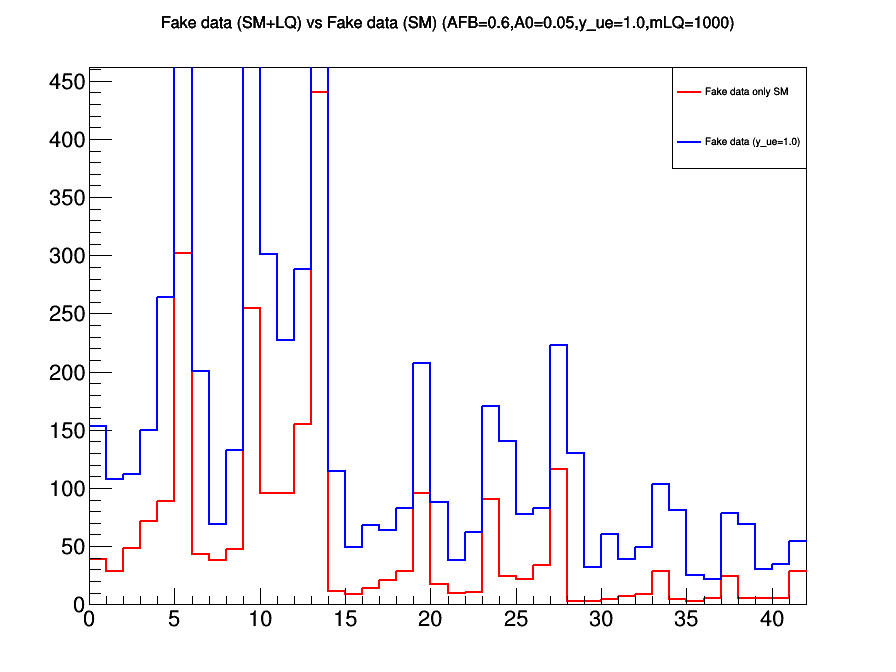 Fake data (SM+LQ) vs Fake data (SM) (AFB=0.6,A0=0.05,y_ue=1.0,mLQ=1000)
Fake data only SM
Fake data (y_ue=1.0)
450
400
350
300
250
200
150
100
50
0
0 5 10 15 20 25 30 35 40